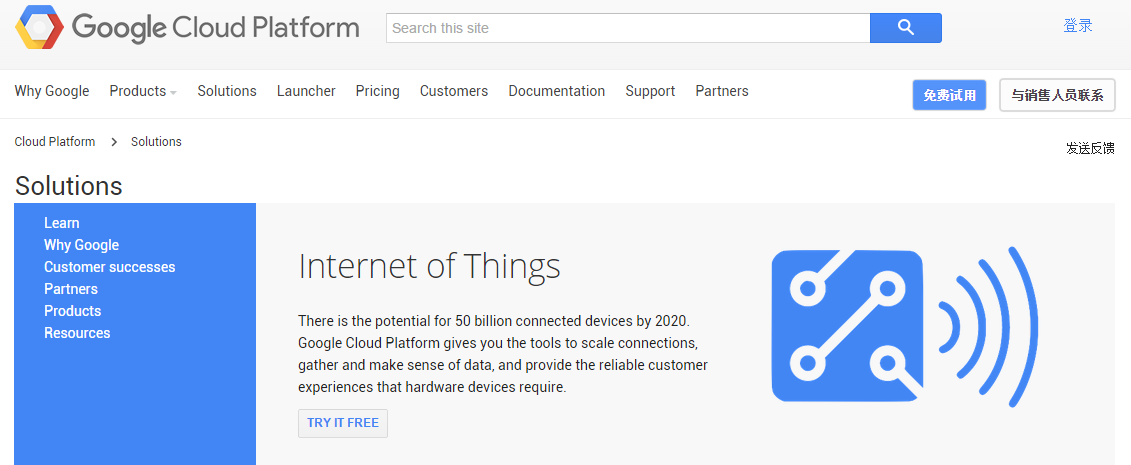 Google Cloud Platform
Search this site
登录
Why Google Products Solutions Launcher Pricing Customers Documentation Support Partners
免费试用 与销售人员联系
Cloud Platform > Solutions
发送反馈
Solutions
Learn
Why Google
Customer successes
Partners
Products
Resources
Internet of Things
There is the potential for 50 billion connected devices by 2020.
Google Cloud Platform gives you the tools to scale connections,
gather and make sense of data, and provide the reliable customer
experiences that hardware devices require.
TRY IT FREE